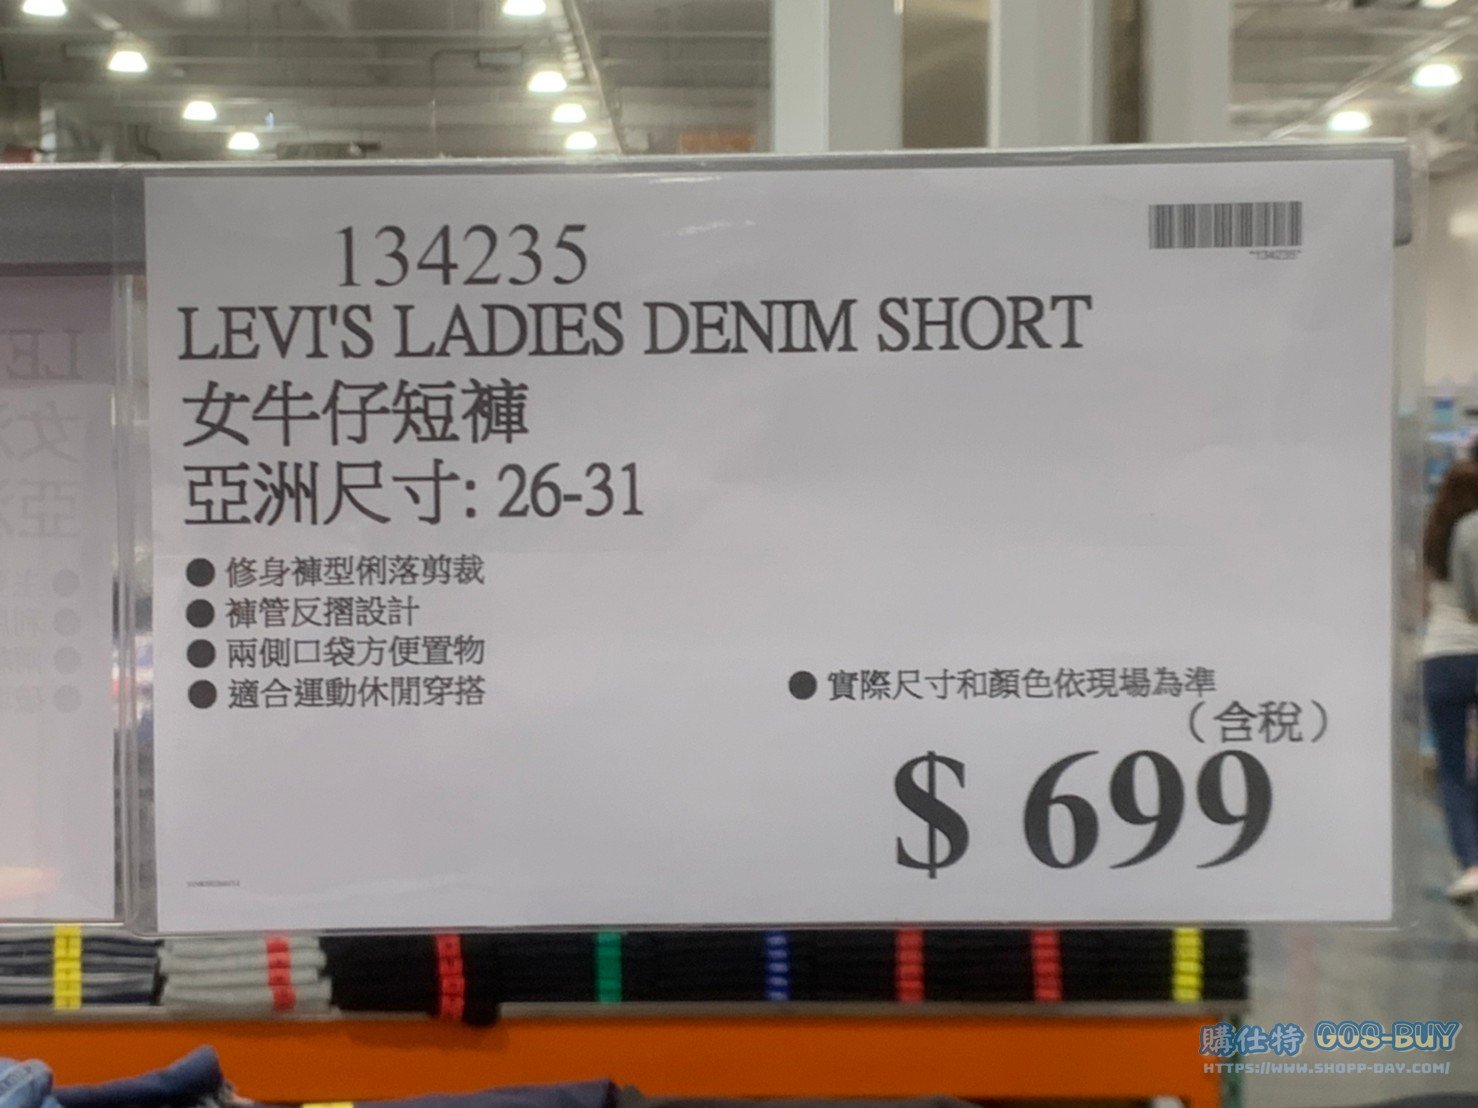 134235
*134235*
LEVI'S LADIES DENIM SHORT
女牛仔短褲
亞洲尺寸: 26-31
● 修身褲型俐落剪裁
● 褲管反摺設計
● 兩側口袋方便置物
● 適合運動休閒穿搭
● 實際尺寸和顏色依現場為準
（含稅）
$ 699
購仕特 GOS-BUY
HTTPS://WWW.SHOPP-DAY.COM/